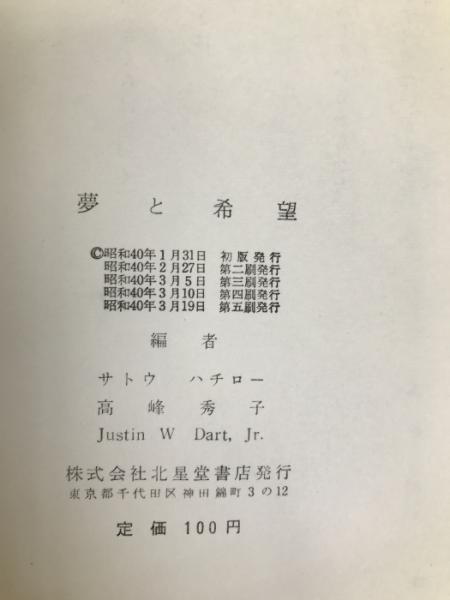 夢と希望
©昭和40年1月31日 初版発行
昭和40年2月27日 第二刷発行
昭和40年3月5日 第三刷発行
昭和40年3月10日 第四刷発行
昭和40年3月19日 第五刷発行
編者
サトウ ハチロー
高峰秀子
Justin W Dart, Jr.
株式会社北星堂書店発行
東京都千代田区神田錦町3の12
定価 100円